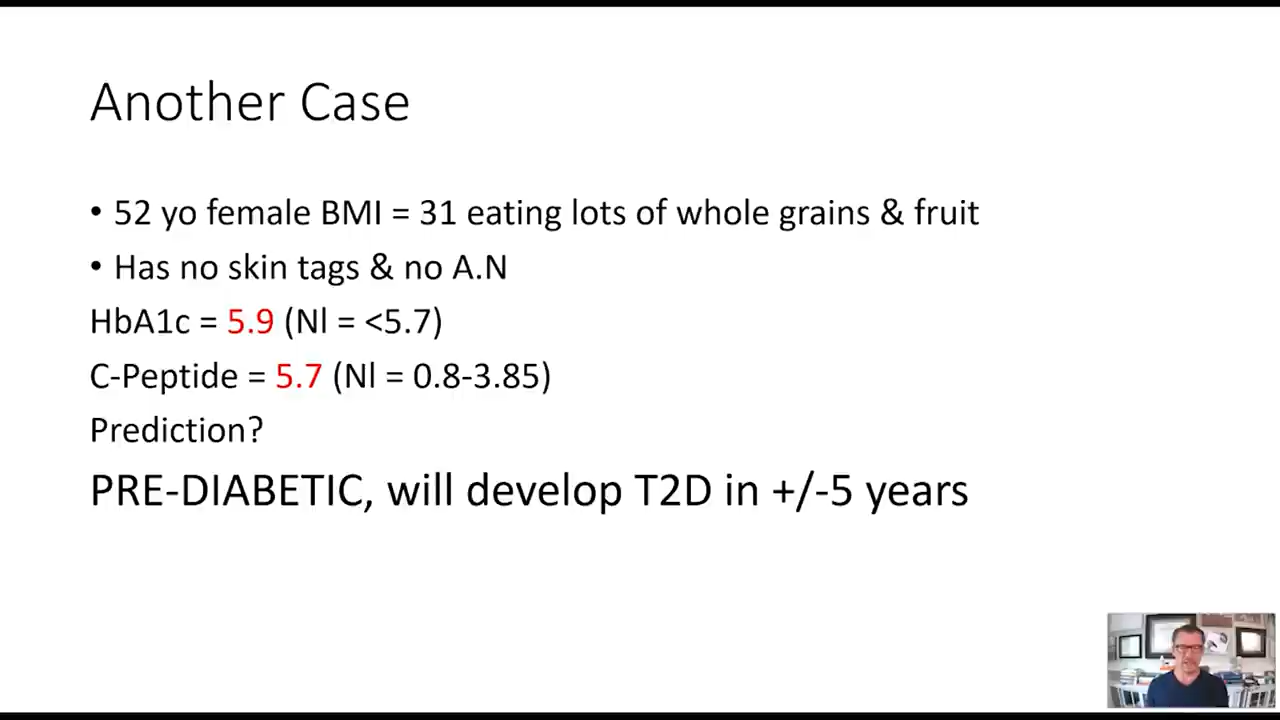 Another Case
• 52 yo female BMI = 31 eating lots of whole grains & fruit
• Has no skin tags & no A.N
HbA1c = 5.9 (Nl = <5.7)
C-Peptide = 5.7 (Nl = 0.8-3.85)
Prediction?
PRE-DIABETIC, will develop T2D in +/-5 years